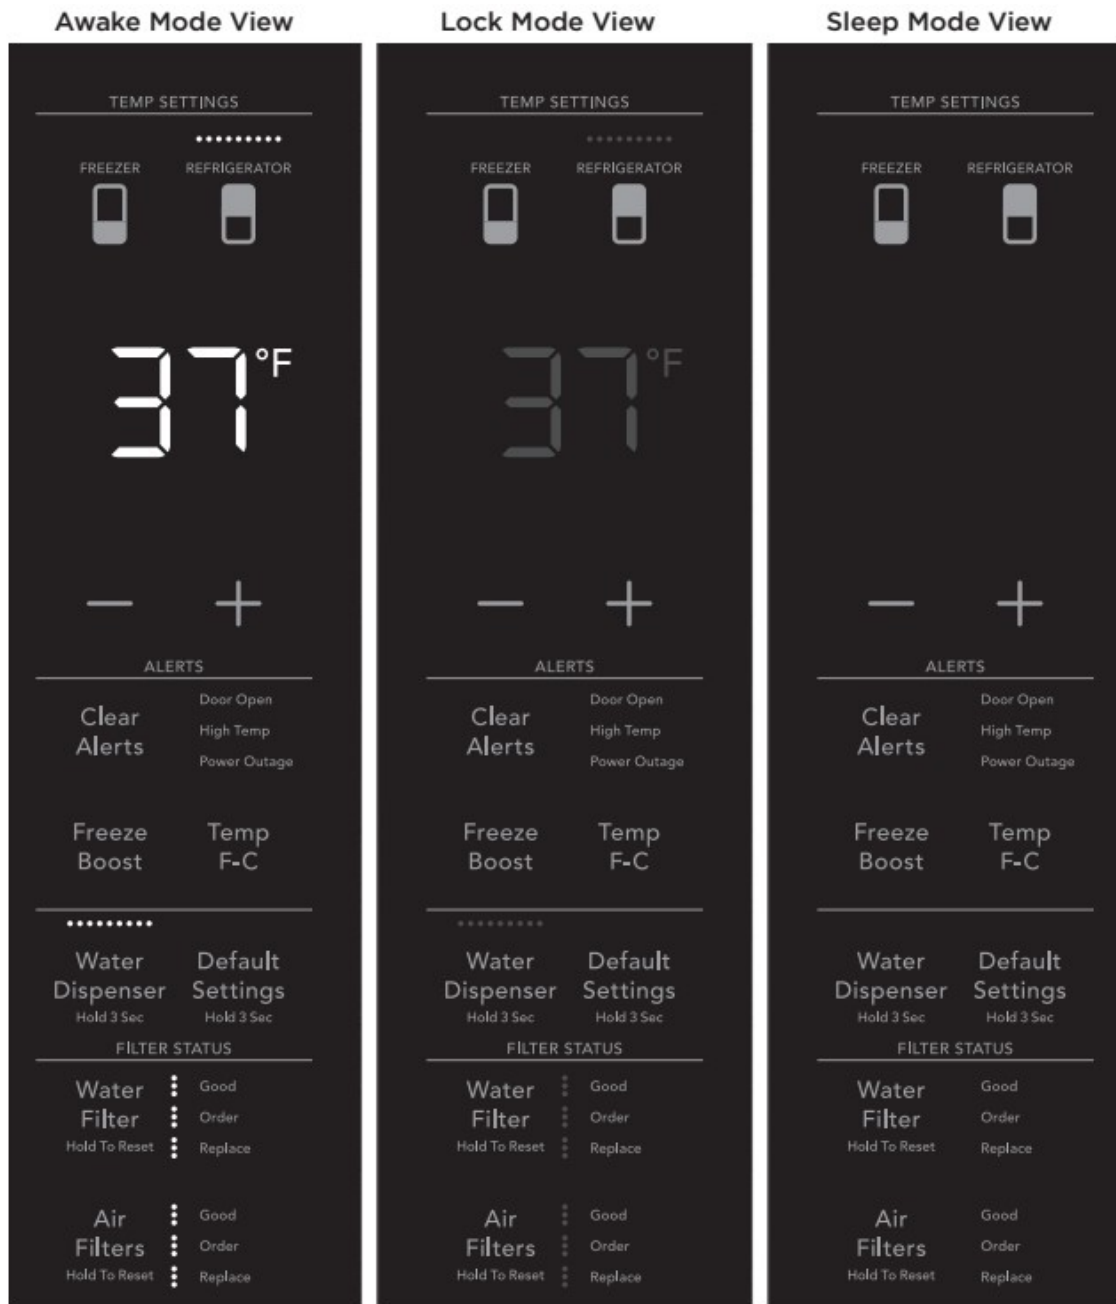 Awake Mode View
TEMP SETTINGS
FREEZER REFRIGERATOR
37 °F
− +
ALERTS
Clear
Alerts
Door Open
High Temp
Power Outage
Freeze
Boost
Temp
F-C
Water
Dispenser
Hold 3 Sec
Default
Settings
Hold 3 Sec
FILTER STATUS
Water
Filter
Hold To Reset
Good
Order
Replace
Air
Filters
Hold To Reset
Good
Order
Replace
Lock Mode View
TEMP SETTINGS
FREEZER REFRIGERATOR
37 °F
− +
ALERTS
Clear
Alerts
Door Open
High Temp
Power Outage
Freeze
Boost
Temp
F-C
Water
Dispenser
Hold 3 Sec
Default
Settings
Hold 3 Sec
FILTER STATUS
Water
Filter
Hold To Reset
Good
Order
Replace
Air
Filters
Hold To Reset
Good
Order
Replace
Sleep Mode View
TEMP SETTINGS
FREEZER REFRIGERATOR
− +
ALERTS
Clear
Alerts
Door Open
High Temp
Power Outage
Freeze
Boost
Temp
F-C
Water
Dispenser
Hold 3 Sec
Default
Settings
Hold 3 Sec
FILTER STATUS
Water
Filter
Hold To Reset
Good
Order
Replace
Air
Filters
Hold To Reset
Good
Order
Replace